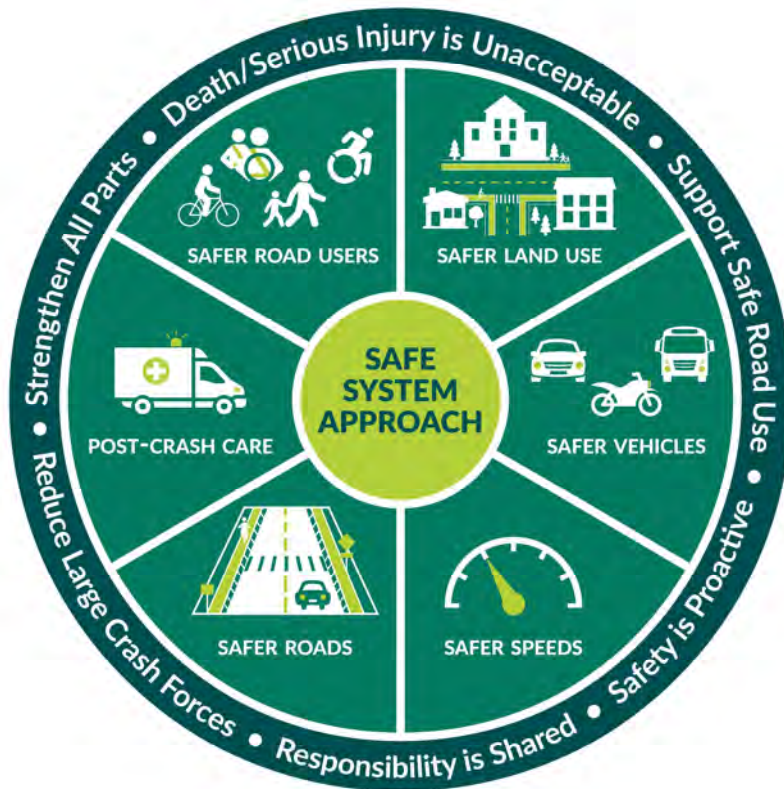 Death/Serious Injury is Unacceptable • Support Safe Road Use • Safety is Proactive • Responsibility is Shared • Reduce Large Crash Forces • Strengthen All Parts •
SAFER ROAD USERS
SAFER LAND USE
SAFE
SYSTEM
APPROACH
POST-CRASH CARE
SAFER VEHICLES
SAFER ROADS
SAFER SPEEDS